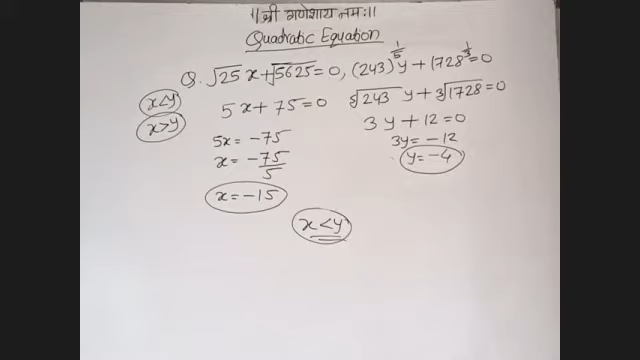 ॥श्री गणेशाय नमः॥
Quadratic Equation
Q. √25 x+√5625=0, (243)^(1/5) y+1728^(1/3)=0
x<y
x>y
5x+75=0
5x=-75
x=-75/5
x=-15
⁵√243 y+³√1728=0
3y+12=0
3y=-12
y=-4
x<y